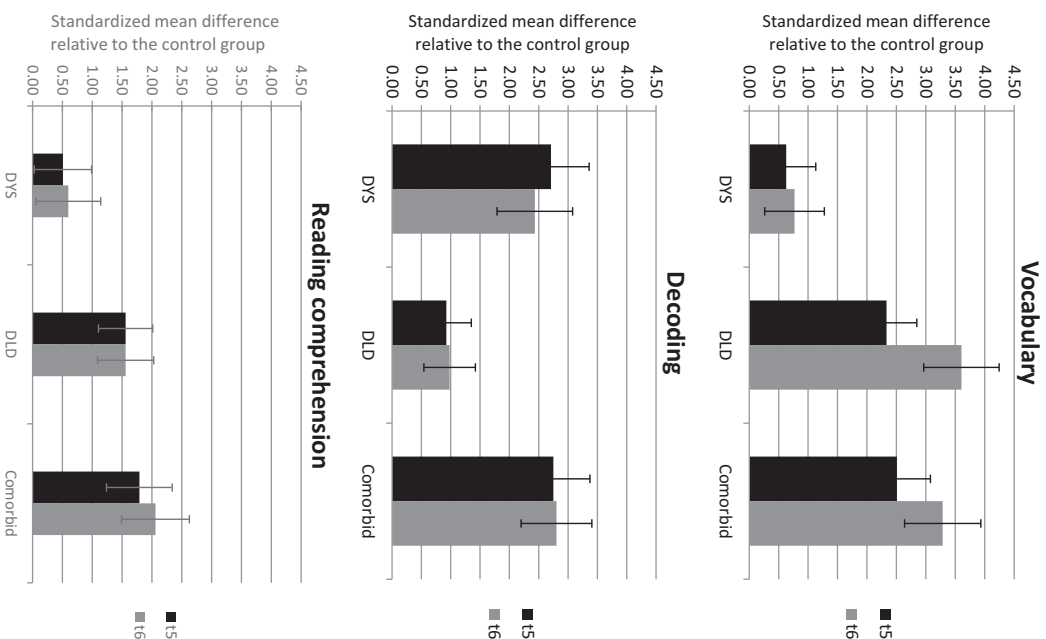 Vocabulary
Standardized mean difference
relative to the control group
4.50
4.00
3.50
3.00
2.50
2.00
1.50
1.00
0.50
0.00
DYS
DLD
Comorbid
t5
t6
Decoding
Standardized mean difference
relative to the control group
4.50
4.00
3.50
3.00
2.50
2.00
1.50
1.00
0.50
0.00
DYS
DLD
Comorbid
t5
t6
Reading comprehension
Standardized mean difference
relative to the control group
4.50
4.00
3.50
3.00
2.50
2.00
1.50
1.00
0.50
0.00
DYS
DLD
Comorbid
t5
t6